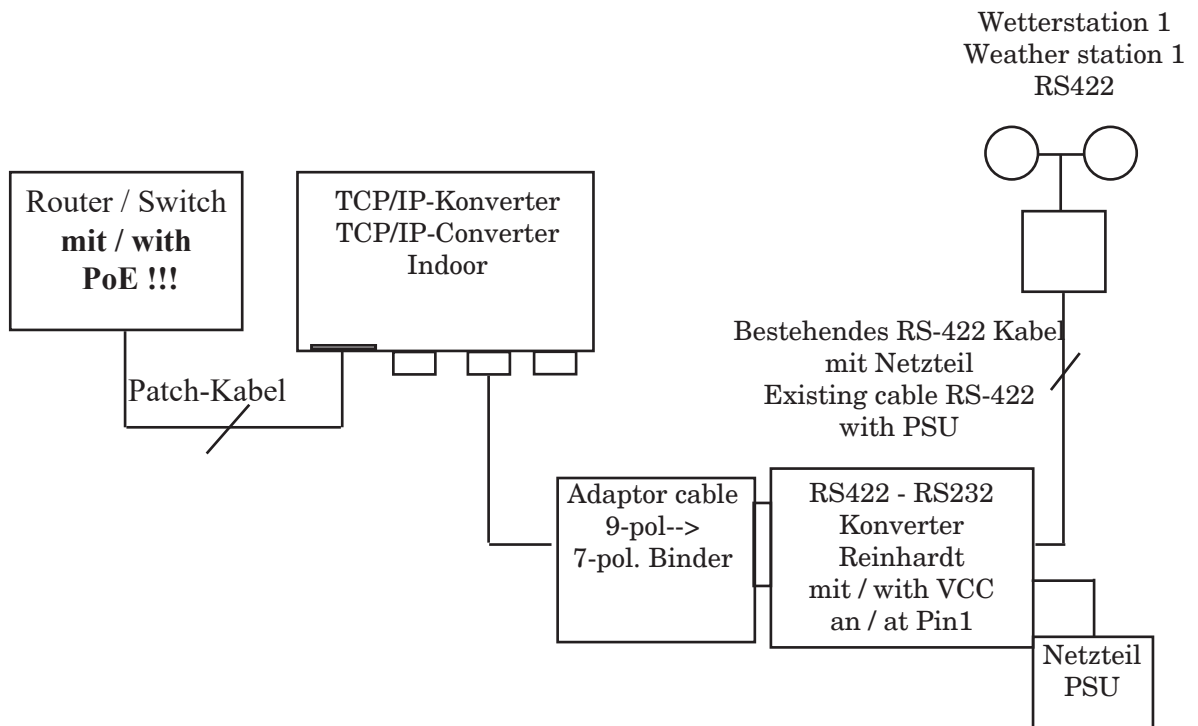 Wetterstation 1
Weather station 1
RS422
Router / Switch
mit / with
PoE !!!
TCP/IP-Konverter
TCP/IP-Converter
Indoor
Patch-Kabel
Bestehendes RS-422 Kabel
mit Netzteil
Existing cable RS-422
with PSU
Adaptor cable
9-pol-->
7-pol. Binder
RS422 - RS232
Konverter
Reinhardt
mit / with VCC
an / at Pin1
Netzteil
PSU